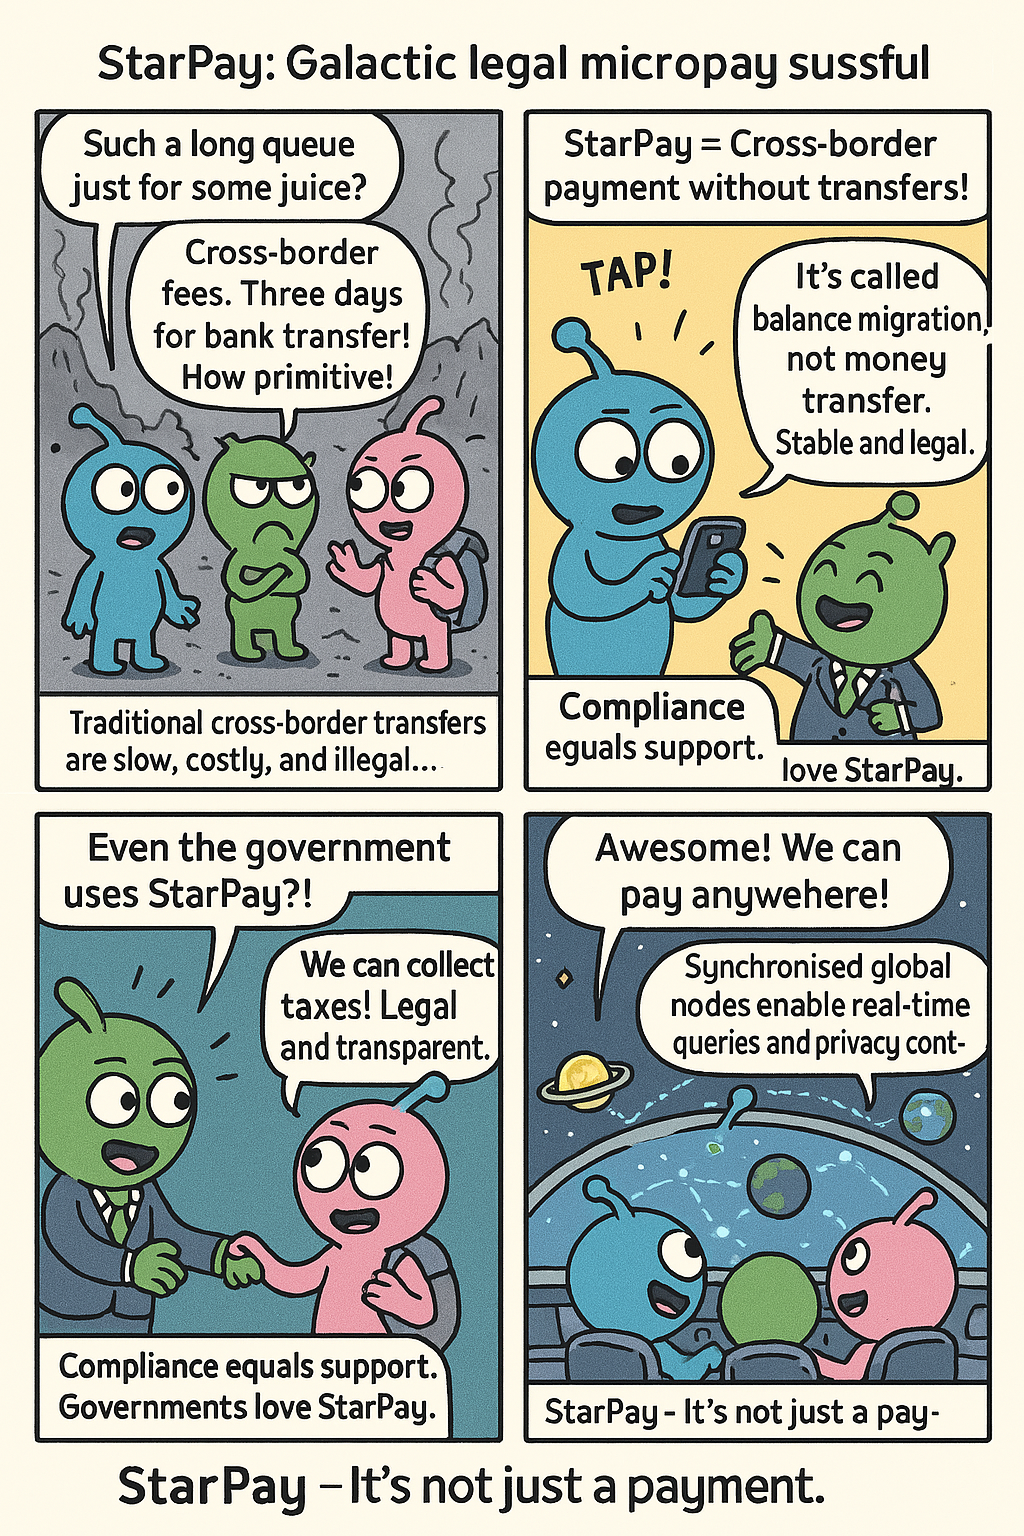 StarPay: Galactic legal micropay sussful
Such a long queue
just for some juice?
Cross-border
fees. Three days
for bank transfer!
How primitive!
Traditional cross-border transfers
are slow, costly, and illegal...
StarPay = Cross-border
payment without transfers!
TAP!
It's called
balance migration,
not money
transfer.
Stable and legal.
Compliance
eguals support.
love StarPay.
Even the government
uses StarPay?!
We can collect
taxes! Legal
and transparent.
Compliance equals support.
Governments love StarPay.
Awesome! We can
pay anywehere!
Synchronised global
nodes enable real-time
queries and privacy cont-
StarPay - It's not just a pay-
StarPay – It's not just a payment.